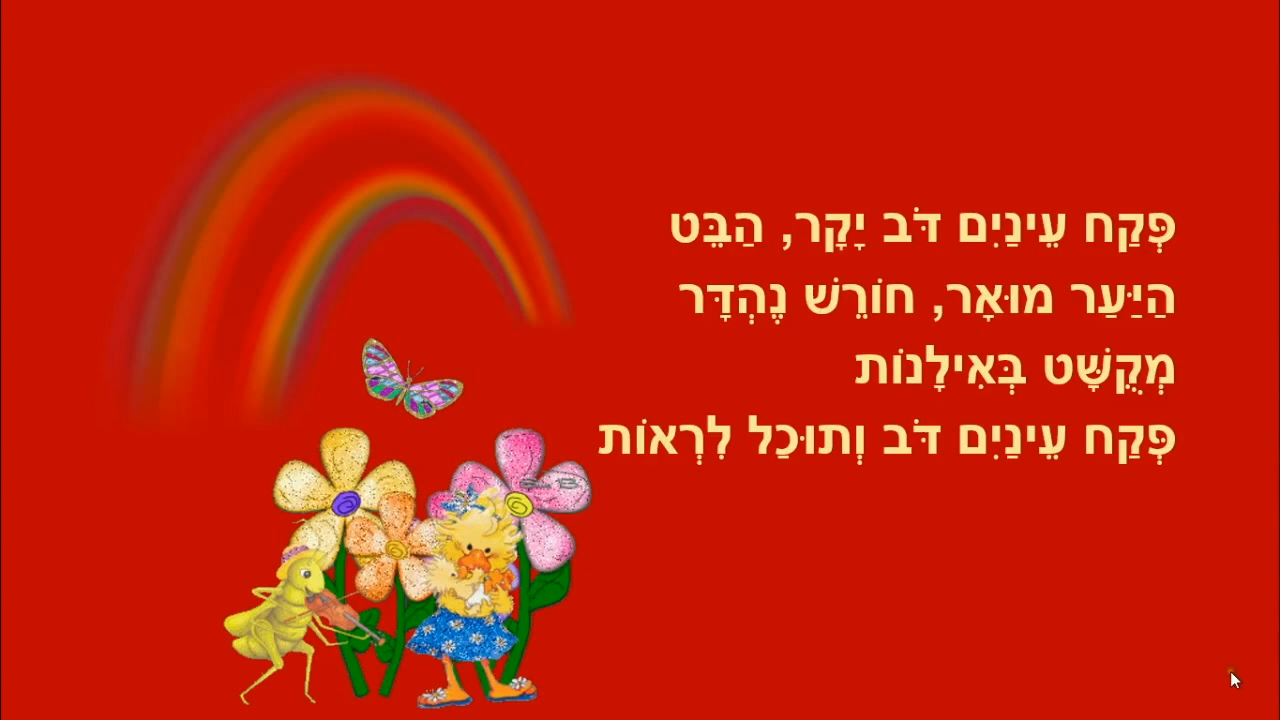 פְּקַח עֵינַיִם דֹּב יָקָר, הַבֵּט
הַיַּעַר מוּאָר, חוֹרֵשׁ נֶהְדָּר
מְקֻשָּׁט בְּאִילָנוֹת
פְּקַח עֵינַיִם דֹּב וְתוּכַל לִרְאוֹת